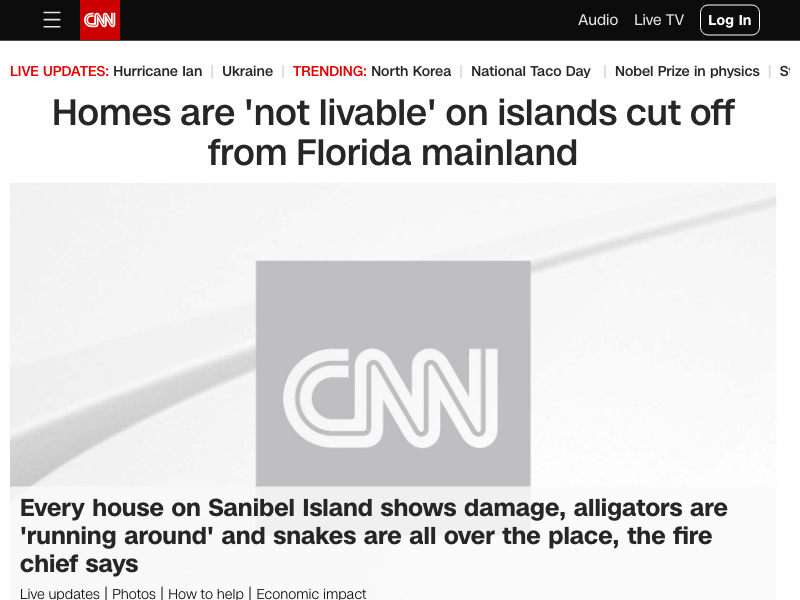 CNN Audio Live TV Log In
LIVE UPDATES: Hurricane Ian | Ukraine | TRENDING: North Korea | National Taco Day | Nobel Prize in physics |
Homes are 'not livable' on islands cut off
from Florida mainland
CNN
Every house on Sanibel Island shows damage, alligators are
'running around' and snakes are all over the place, the fire
chief says
Live updates | Photos | How to help | Economic impact